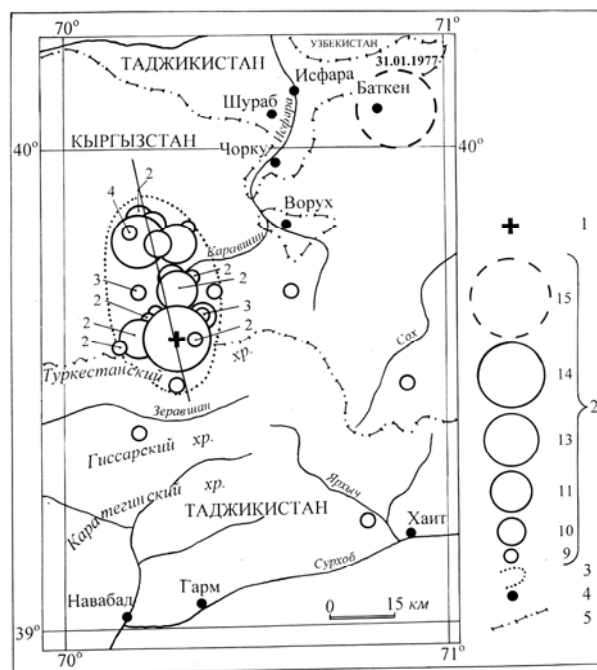 70°
71°
УЗБЕКИСТАН
ТАДЖИКИСТАН
31.01.1977
Исфара
Баткен
Шураб
Исфара
КЫРГЫЗСТАН
40°
40°
Чорку
2
4
Ворух
1
Каравшин
2
3
2
15
2
3
2
2
2
хр.
Сох
Туркестанский
14
2
Зеравшан
13
Гиссарский хр.
11
Каратегинский хр.
Ярхыч
ТАДЖИКИСТАН
10
Хаит
9
Сурхоб
3
Гарм
4
Навабад
0 15 км
5
39°
70°
71°